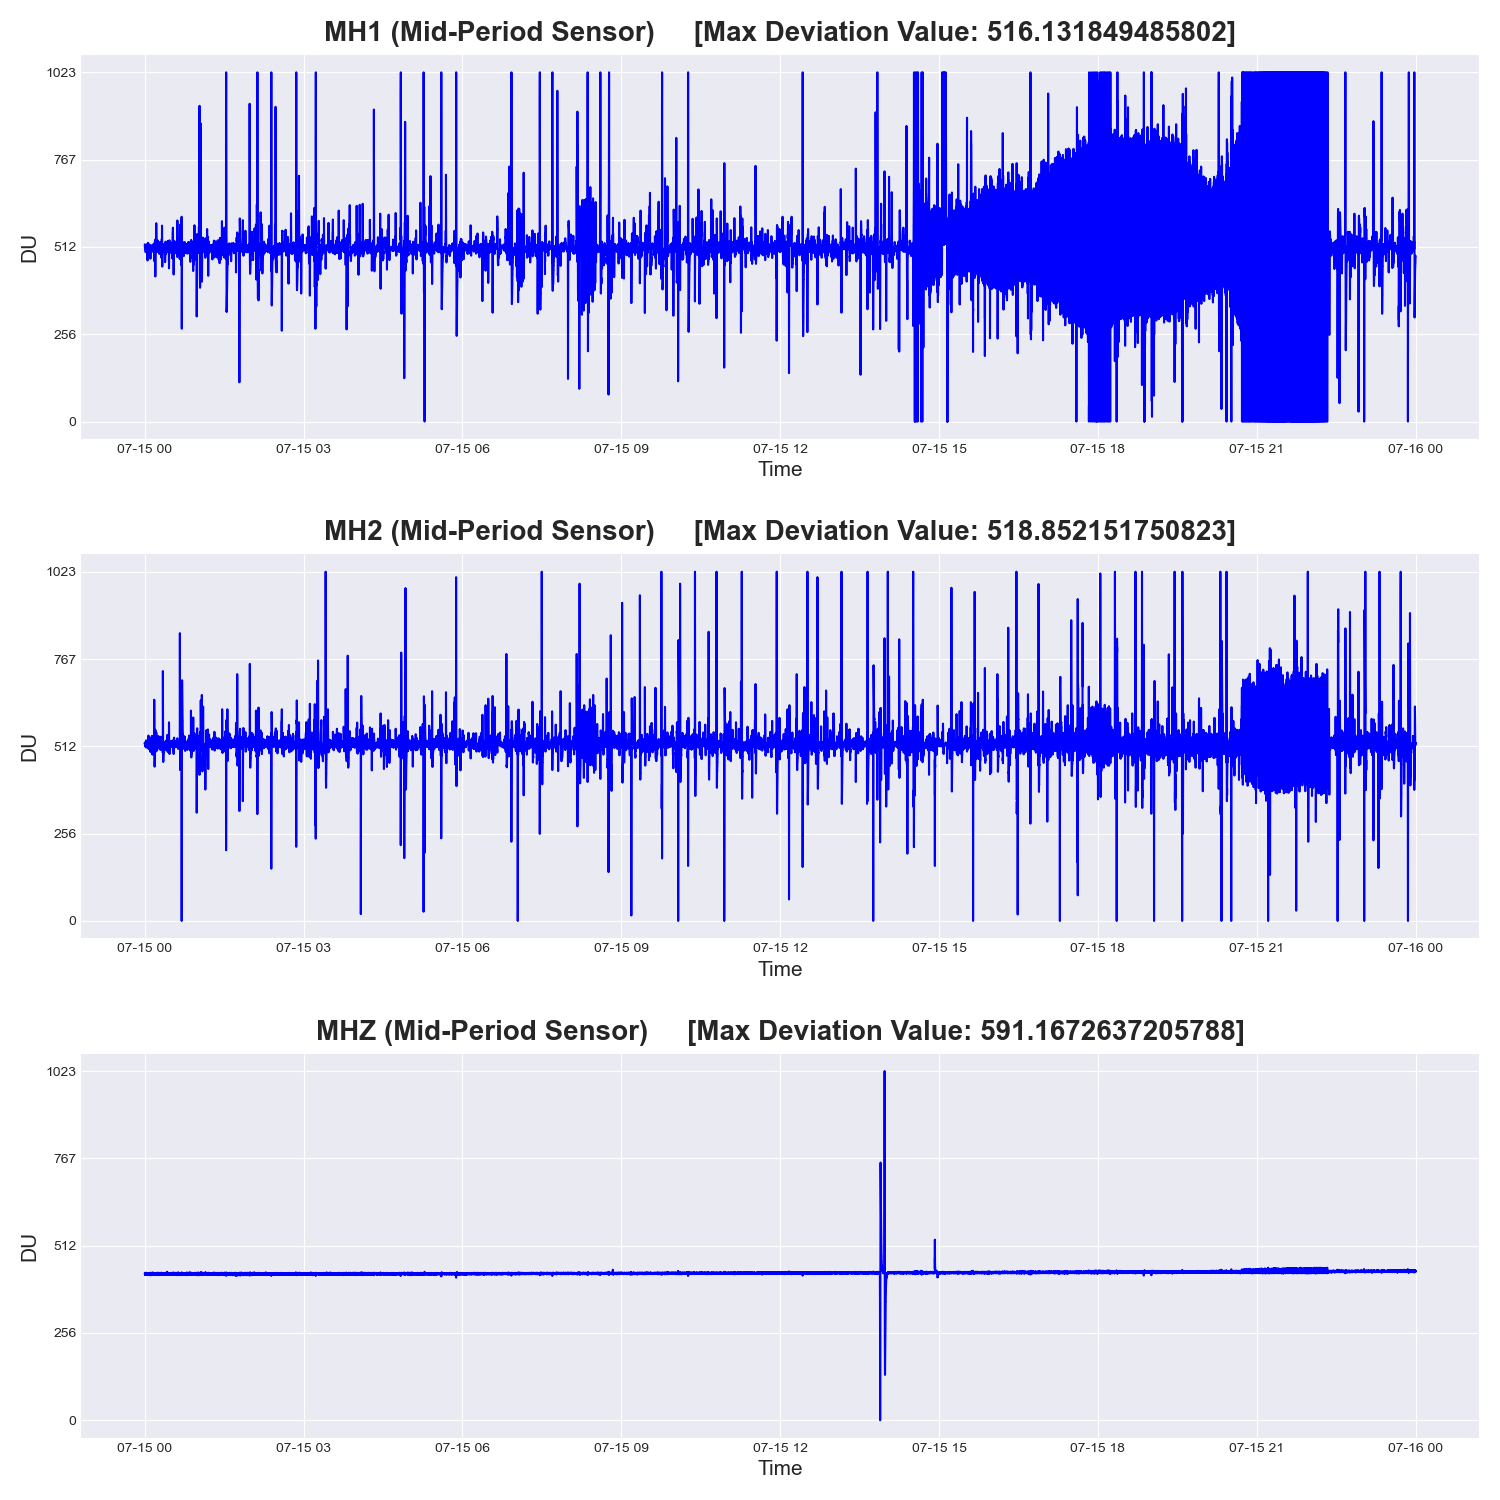 MH1 (Mid-Period Sensor) [Max Deviation Value: 516.131849485802]
1023
767
512
256
0
DU
07-15 00 07-15 03 07-15 06 07-15 09 07-15 12 07-15 15 07-15 18 07-15 21 07-16 00
Time
MH2 (Mid-Period Sensor) [Max Deviation Value: 518.852151750823]
1023
767
512
256
0
DU
07-15 00 07-15 03 07-15 06 07-15 09 07-15 12 07-15 15 07-15 18 07-15 21 07-16 00
Time
MHZ (Mid-Period Sensor) [Max Deviation Value: 591.1672637205788]
1023
767
512
256
0
DU
07-15 00 07-15 03 07-15 06 07-15 09 07-15 12 07-15 15 07-15 18 07-15 21 07-16 00
Time